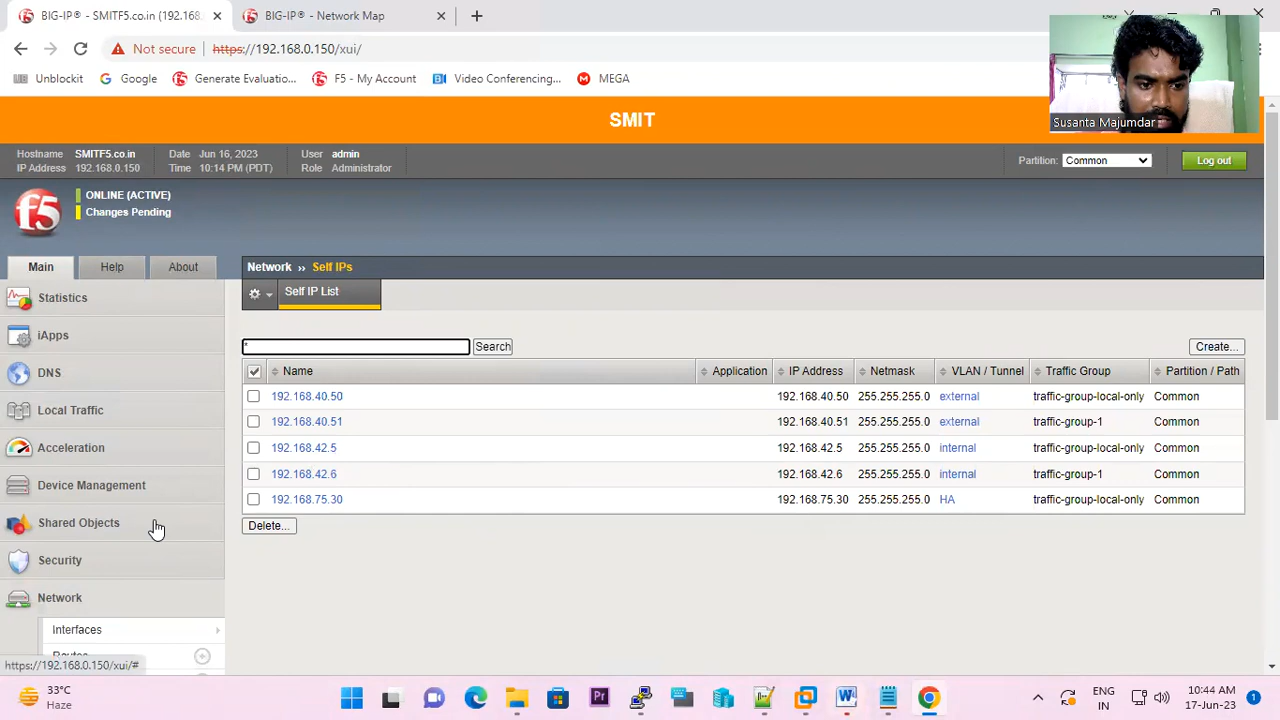 BIG-IP® - SMITF5.co.in (192.168.
BIG-IP® - Network Map
Not secure https://192.168.0.150/xui/
Unblockit Google Generate Evaluatio... F5 - My Account Video Conferencing... MEGA
SMIT
Susanta Majumdar
Hostname SMITF5.co.in Date Jun 16, 2023 User admin
IP Address 192.168.0.150 Time 10:14 PM (PDT) Role Administrator
Partition: Common Log out
f5
ONLINE (ACTIVE)
Changes Pending
Main Help About
Network ›› Self IPs
Self IP List
Statistics
iApps
DNS
Local Traffic
Acceleration
Device Management
Shared Objects
Security
Network
Interfaces
Routes
* Search Create...
Name Application IP Address Netmask VLAN / Tunnel Traffic Group Partition / Path
192.168.40.50 192.168.40.50 255.255.255.0 external traffic-group-local-only Common
192.168.40.51 192.168.40.51 255.255.255.0 external traffic-group-1 Common
192.168.42.5 192.168.42.5 255.255.255.0 internal traffic-group-local-only Common
192.168.42.6 192.168.42.6 255.255.255.0 internal traffic-group-1 Common
192.168.75.30 192.168.75.30 255.255.255.0 HA traffic-group-local-only Common
Delete...
https://192.168.0.150/xui/#
33°C
Haze
Pr
ENG
IN
10:44 AM
17-Jun-23
1